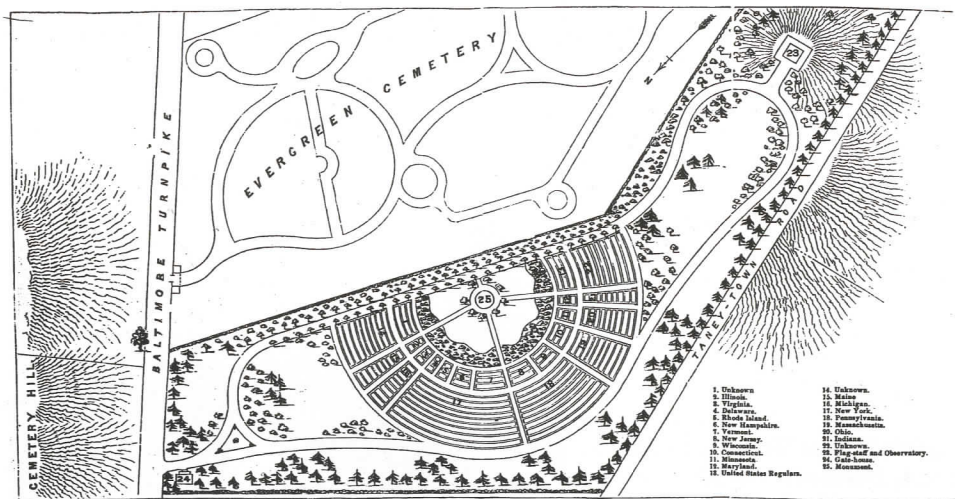 EVERGREEN CEMETERY
N
23
BALTIMORE TURNPIKE
TANEYTOWN ROAD
CEMETERY HILL
25
17
18
24
1. Unknown
2. Illinois.
3. Virginia.
4. Delaware.
5. Rhode Island.
6. New Hampshire.
7. Vermont.
8. New Jersey.
9. Wisconsin.
10. Connecticut.
11. Minnesota.
12. Maryland.
13. United States Regulars.
14. Unknown.
15. Maine
16. Michigan.
17. New York.
18. Pennsylvania.
19. Massachusetts.
20. Ohio.
21. Indiana.
22. Unknown.
23. Flag-staff and Observatory.
24. Gate-house.
25. Monument.